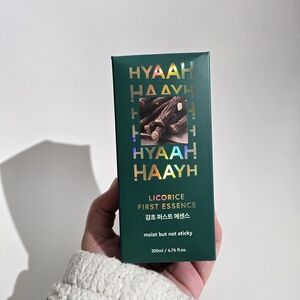 HYAAH
HAAYH
HYAAH
HAAYH
LICORICE
FIRST ESSENCE
감초 퍼스트 에센스
moist but not sticky
200ml / 6.76 fl.oz.